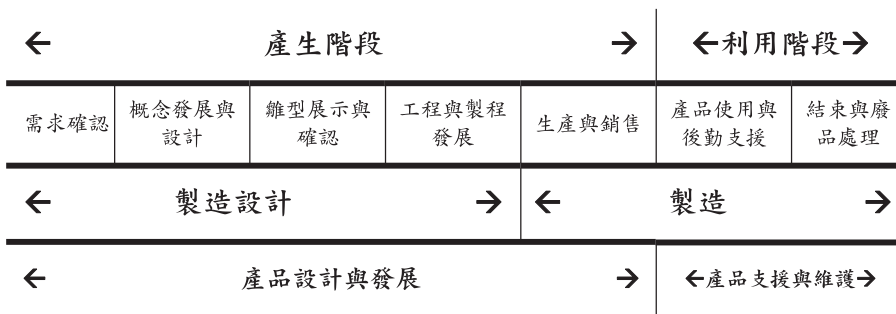 ← 產生階段 → ←利用階段→
需求確認 概念發展與設計 雛型展示與確認 工程與製程發展 生產與銷售 產品使用與後勤支援 結束與廢品處理
← 製造設計 → ← 製造 →
← 產品設計與發展 → ←產品支援與維護→